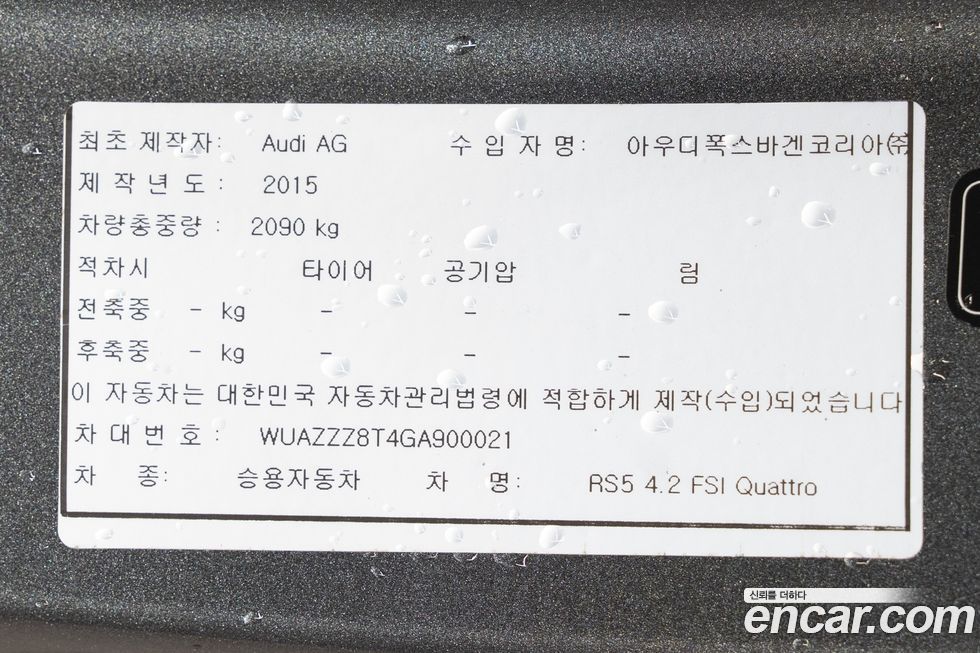 최초 제작자: Audi AG 수 입 자 명: 아우디폭스바겐코리아㈜
제 작 년 도 : 2015
차량총중량 : 2090 kg
적차시 타이어 공기압 림
전축중 - kg - - -
후축중 - kg - - -
이 자동차는 대한민국 자동차관리법령에 적합하게 제작(수입)되었습니다
차 대 번 호 : WUAZZZ8T4GA900021
차 종: 승용자동차 차 명: RS5 4.2 FSI Quattro
신뢰를 더하다
encar.com